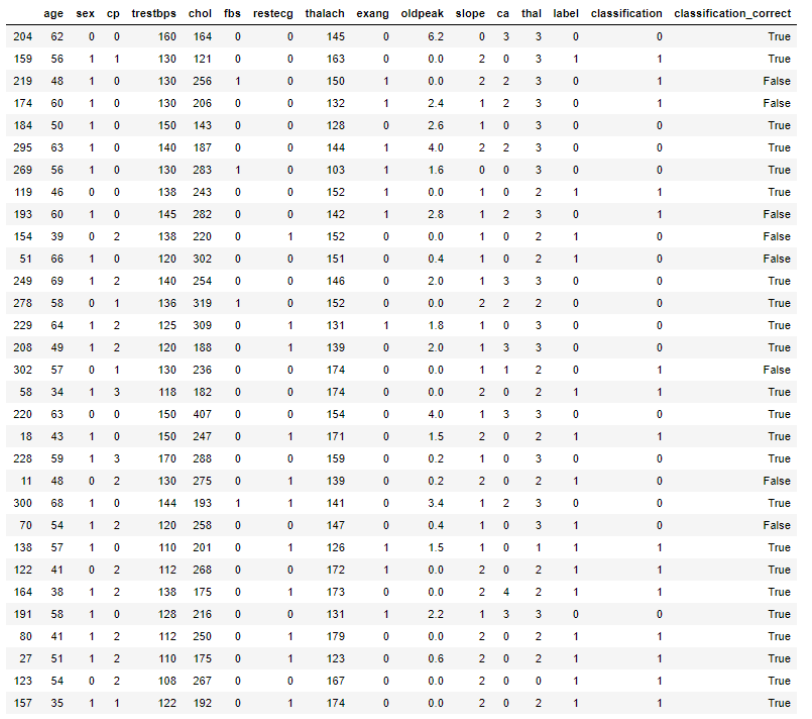 age sex cp trestbps chol fbs restecg thalach exang oldpeak slope ca thal label classification classification_correct
204 62 0 0 160 164 0 0 145 0 6.2 0 3 3 0 0 True
159 56 1 1 130 121 0 0 163 0 0.0 2 0 3 1 1 True
219 48 1 0 130 256 1 0 150 1 0.0 2 2 3 0 1 False
174 60 1 0 130 206 0 0 132 1 2.4 1 2 3 0 1 False
184 50 1 0 150 143 0 0 128 0 2.6 1 0 3 0 0 True
295 63 1 0 140 187 0 0 144 1 4.0 2 2 3 0 0 True
269 56 1 0 130 283 1 0 103 1 1.6 0 0 3 0 0 True
119 46 0 0 138 243 0 0 152 1 0.0 1 0 2 1 1 True
193 60 1 0 145 282 0 0 142 1 2.8 1 2 3 0 1 False
154 39 0 2 138 220 0 1 152 0 0.0 1 0 2 1 0 False
51 66 1 0 120 302 0 0 151 0 0.4 1 0 2 1 0 False
249 69 1 2 140 254 0 0 146 0 2.0 1 3 3 0 0 True
278 58 0 1 136 319 1 0 152 0 0.0 2 2 2 0 0 True
229 64 1 2 125 309 0 1 131 1 1.8 1 0 3 0 0 True
208 49 1 2 120 188 0 1 139 0 2.0 1 3 3 0 0 True
302 57 0 1 130 236 0 0 174 0 0.0 1 1 2 0 1 False
58 34 1 3 118 182 0 0 174 0 0.0 2 0 2 1 1 True
220 63 0 0 150 407 0 0 154 0 4.0 1 3 3 0 0 True
18 43 1 0 150 247 0 1 171 0 1.5 2 0 2 1 1 True
228 59 1 3 170 288 0 0 159 0 0.2 1 0 3 0 0 True
11 48 0 2 130 275 0 1 139 0 0.2 2 0 2 1 0 False
300 68 1 0 144 193 1 1 141 0 3.4 1 2 3 0 0 True
70 54 1 2 120 258 0 0 147 0 0.4 1 0 3 1 0 False
138 57 1 0 110 201 0 1 126 1 1.5 1 0 1 1 1 True
122 41 0 2 112 268 0 0 172 1 0.0 2 0 2 1 1 True
164 38 1 2 138 175 0 1 173 0 0.0 2 4 2 1 1 True
191 58 1 0 128 216 0 0 131 1 2.2 1 3 3 0 0 True
80 41 1 2 112 250 0 1 179 0 0.0 2 0 2 1 1 True
27 51 1 2 110 175 0 1 123 0 0.6 2 0 2 1 1 True
123 54 0 2 108 267 0 0 167 0 0.0 2 0 0 1 1 True
157 35 1 1 122 192 0 1 174 0 0.0 2 0 2 1 1 True